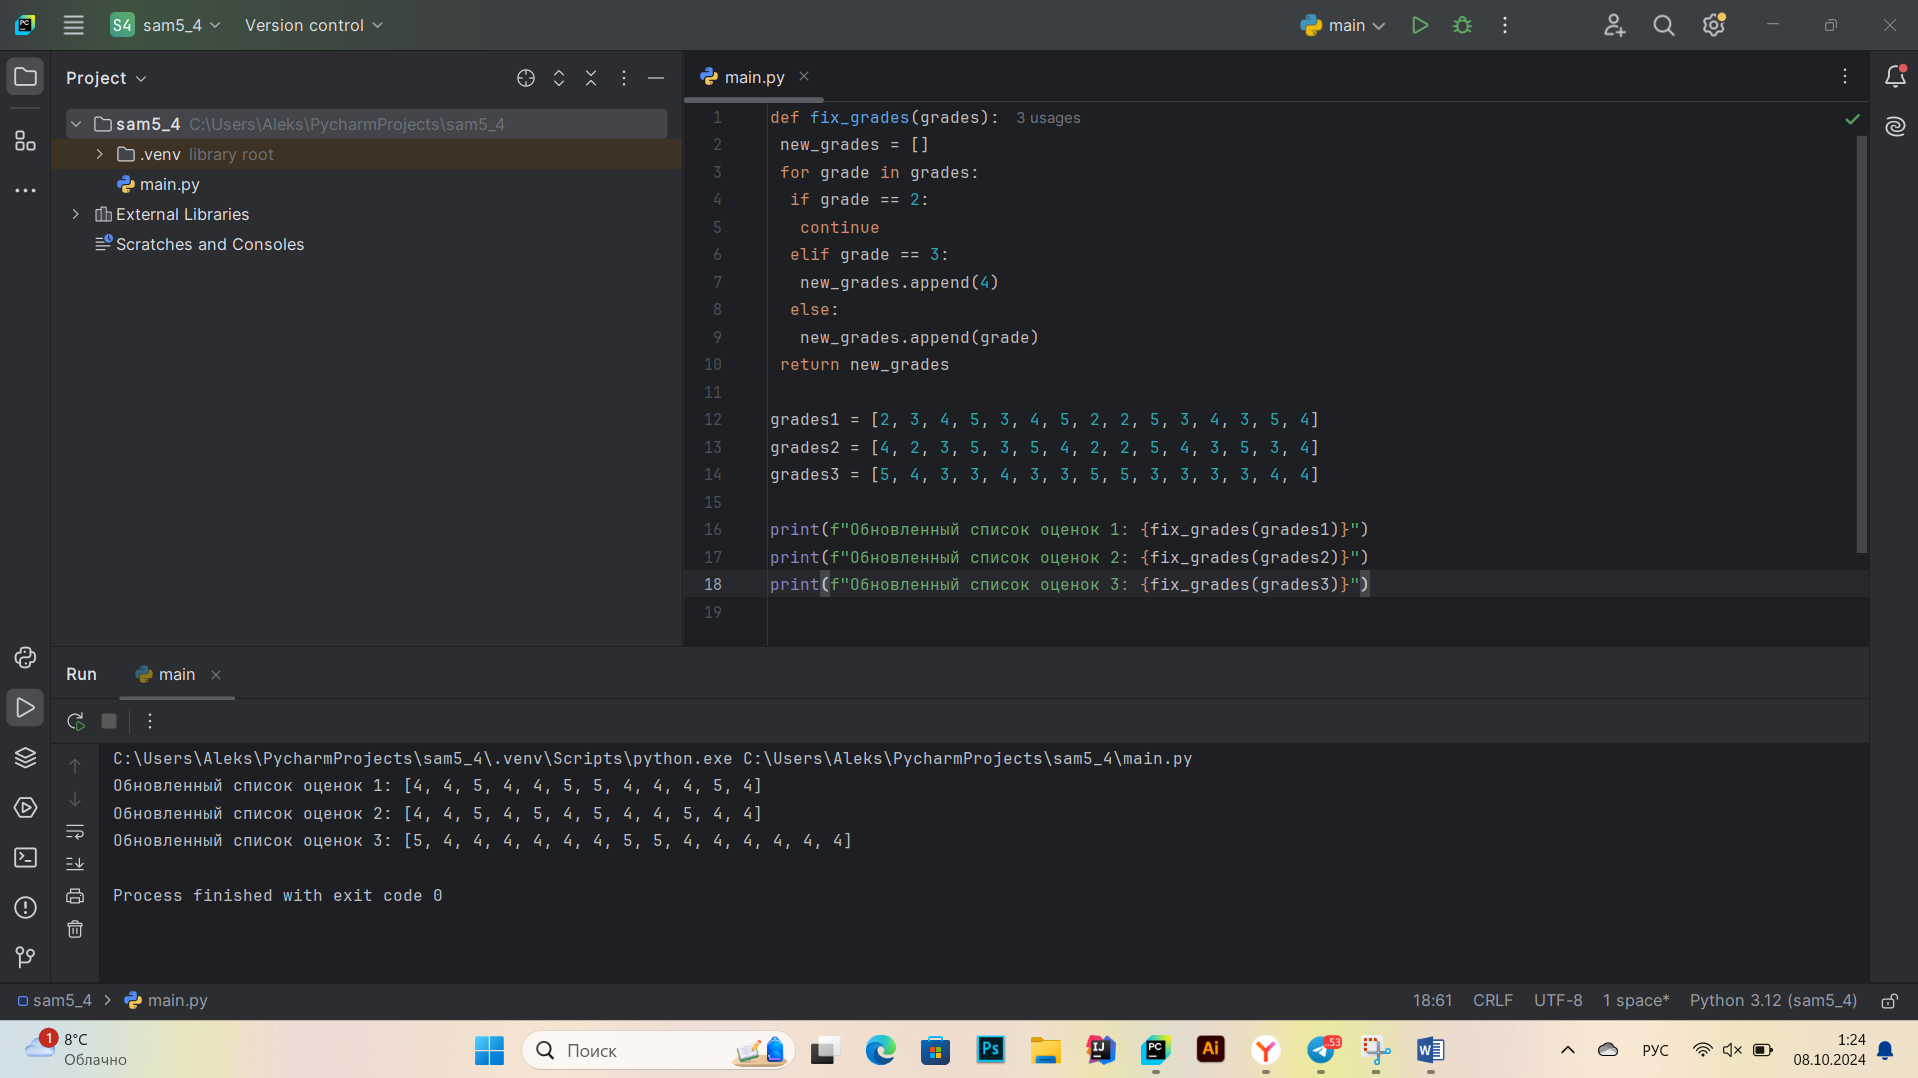 S4 sam5_4 Version control main
Project
sam5_4 C:\Users\Aleks\PycharmProjects\sam5_4
.venv library root
main.py
External Libraries
Scratches and Consoles
main.py
1 def fix_grades(grades): 3 usages
2 new_grades = []
3 for grade in grades:
4 if grade == 2:
5 continue
6 elif grade == 3:
7 new_grades.append(4)
8 else:
9 new_grades.append(grade)
10 return new_grades
11
12 grades1 = [2, 3, 4, 5, 3, 4, 5, 2, 2, 5, 3, 4, 3, 5, 4]
13 grades2 = [4, 2, 3, 5, 3, 5, 4, 2, 2, 5, 4, 3, 5, 3, 4]
14 grades3 = [5, 4, 3, 3, 4, 3, 3, 5, 5, 3, 3, 3, 3, 4, 4]
15
16 print(f"Обновленный список оценок 1: {fix_grades(grades1)}")
17 print(f"Обновленный список оценок 2: {fix_grades(grades2)}")
18 print(f"Обновленный список оценок 3: {fix_grades(grades3)}")
19
Run main
C:\Users\Aleks\PycharmProjects\sam5_4\.venv\Scripts\python.exe C:\Users\Aleks\PycharmProjects\sam5_4\main.py
Обновленный список оценок 1: [4, 4, 5, 4, 4, 5, 5, 4, 4, 4, 5, 4]
Обновленный список оценок 2: [4, 4, 5, 4, 5, 4, 5, 4, 4, 5, 4, 4]
Обновленный список оценок 3: [5, 4, 4, 4, 4, 4, 4, 5, 5, 4, 4, 4, 4, 4, 4]
Process finished with exit code 0
sam5_4 main.py 18:61 CRLF UTF-8 1 space* Python 3.12 (sam5_4)
1 8°C
Облачно
Поиск
Ps
IJ
PC
Ai
53
РУС
1:24
08.10.2024